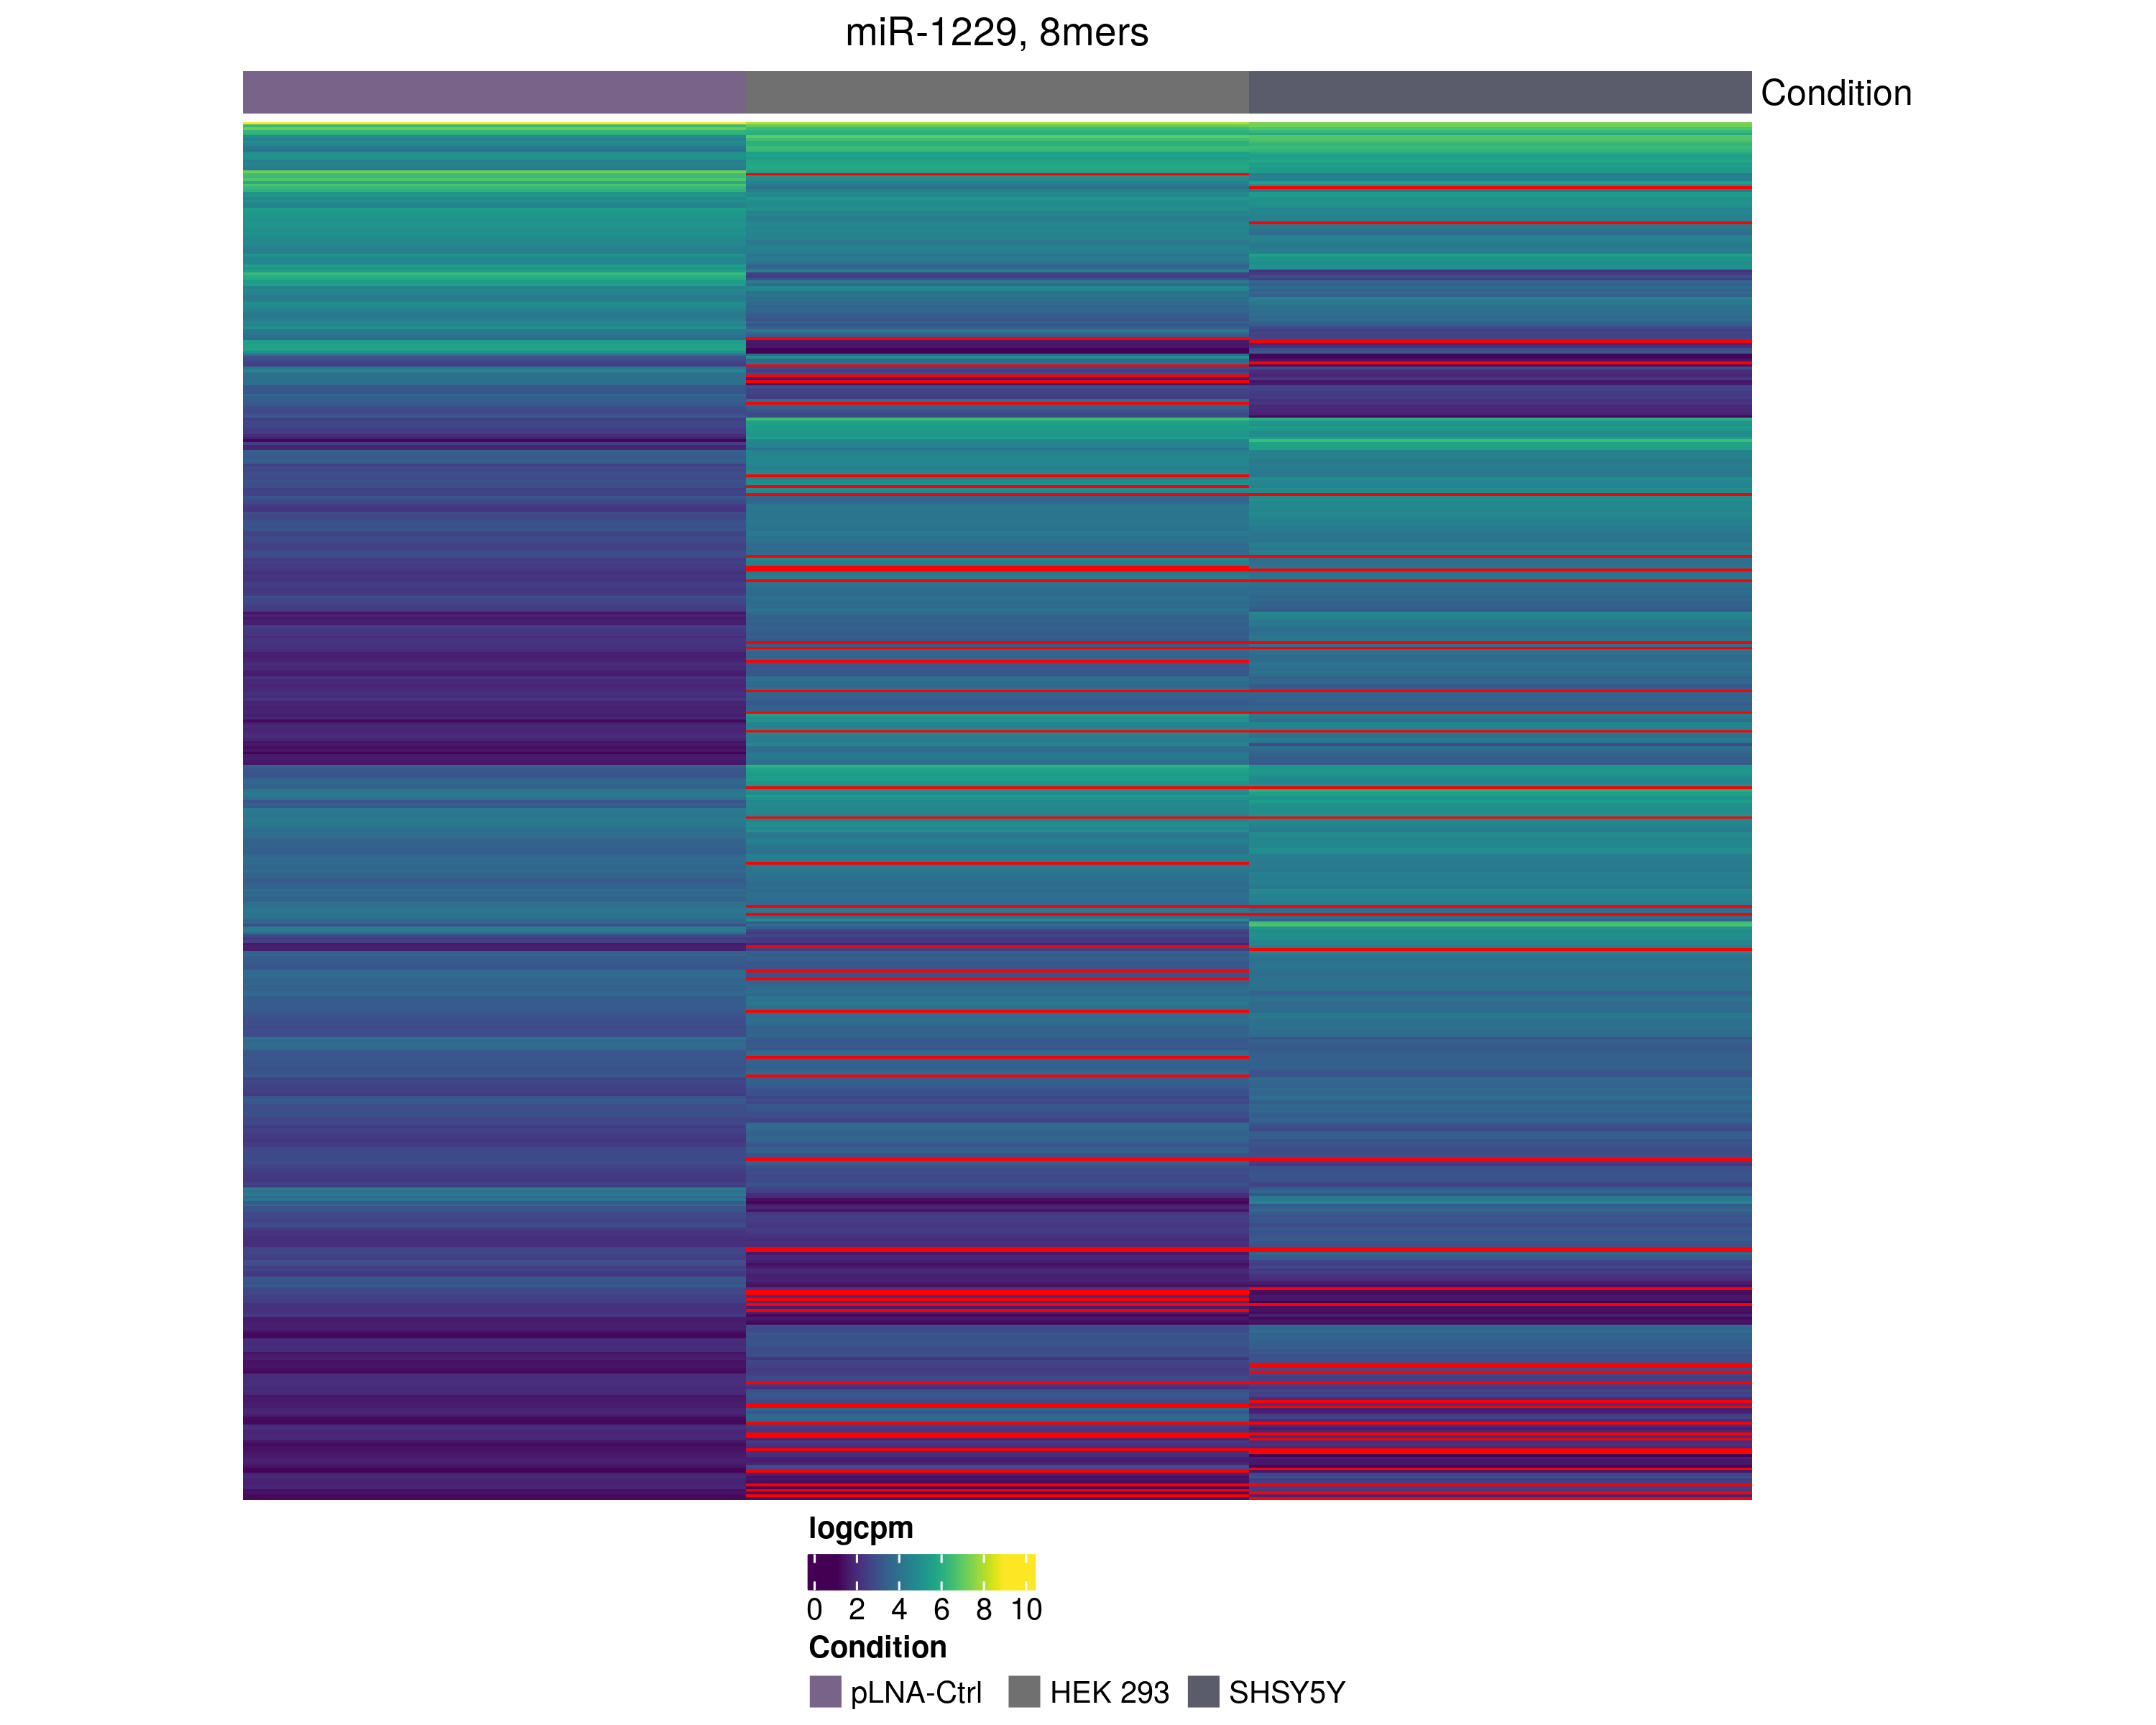 miR-1229, 8mers
Condition
logcpm
0 2 4 6 8 10
Condition
pLNA-Ctrl HEK 293 SHSY5Y